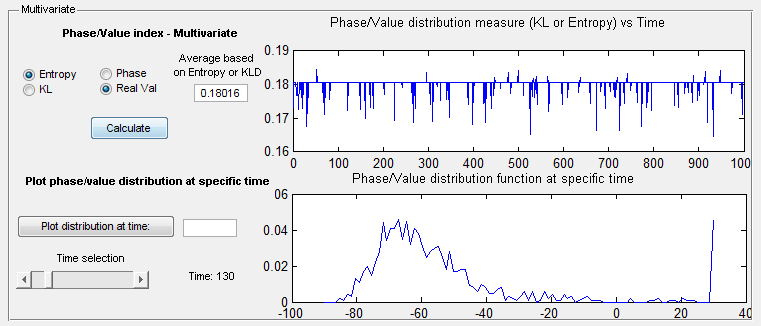 Multivariate
Phase/Value index - Multivariate
Entropy
KL
Phase
Real Val
Average based
on Entropy or KLD
0.18016
Calculate
Phase/Value distribution measure (KL or Entropy) vs Time
0.19
0.18
0.17
0.16
0 100 200 300 400 500 600 700 800 900 1000
Plot phase/value distribution at specific time
Plot distribution at time:
Time selection
Time: 130
Phase/Value distribution function at specific time
06
04
02
0
-100 -80 -60 -40 -20 0 20 40